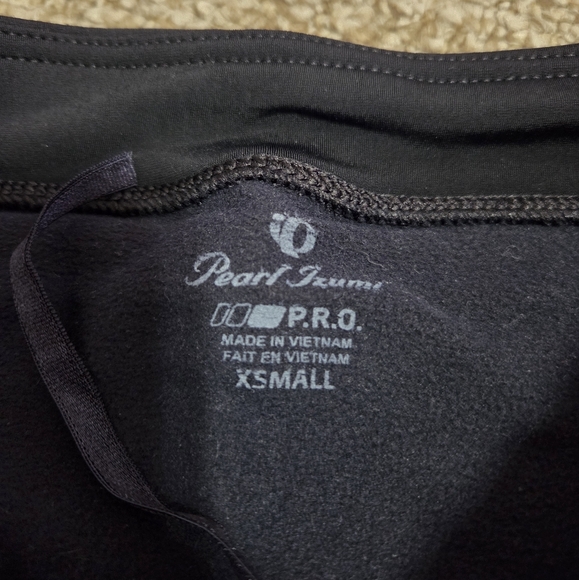 Pearl Izumi
P.R.O.
MADE IN VIETNAM
FAIT EN VIETNAM
XSMALL